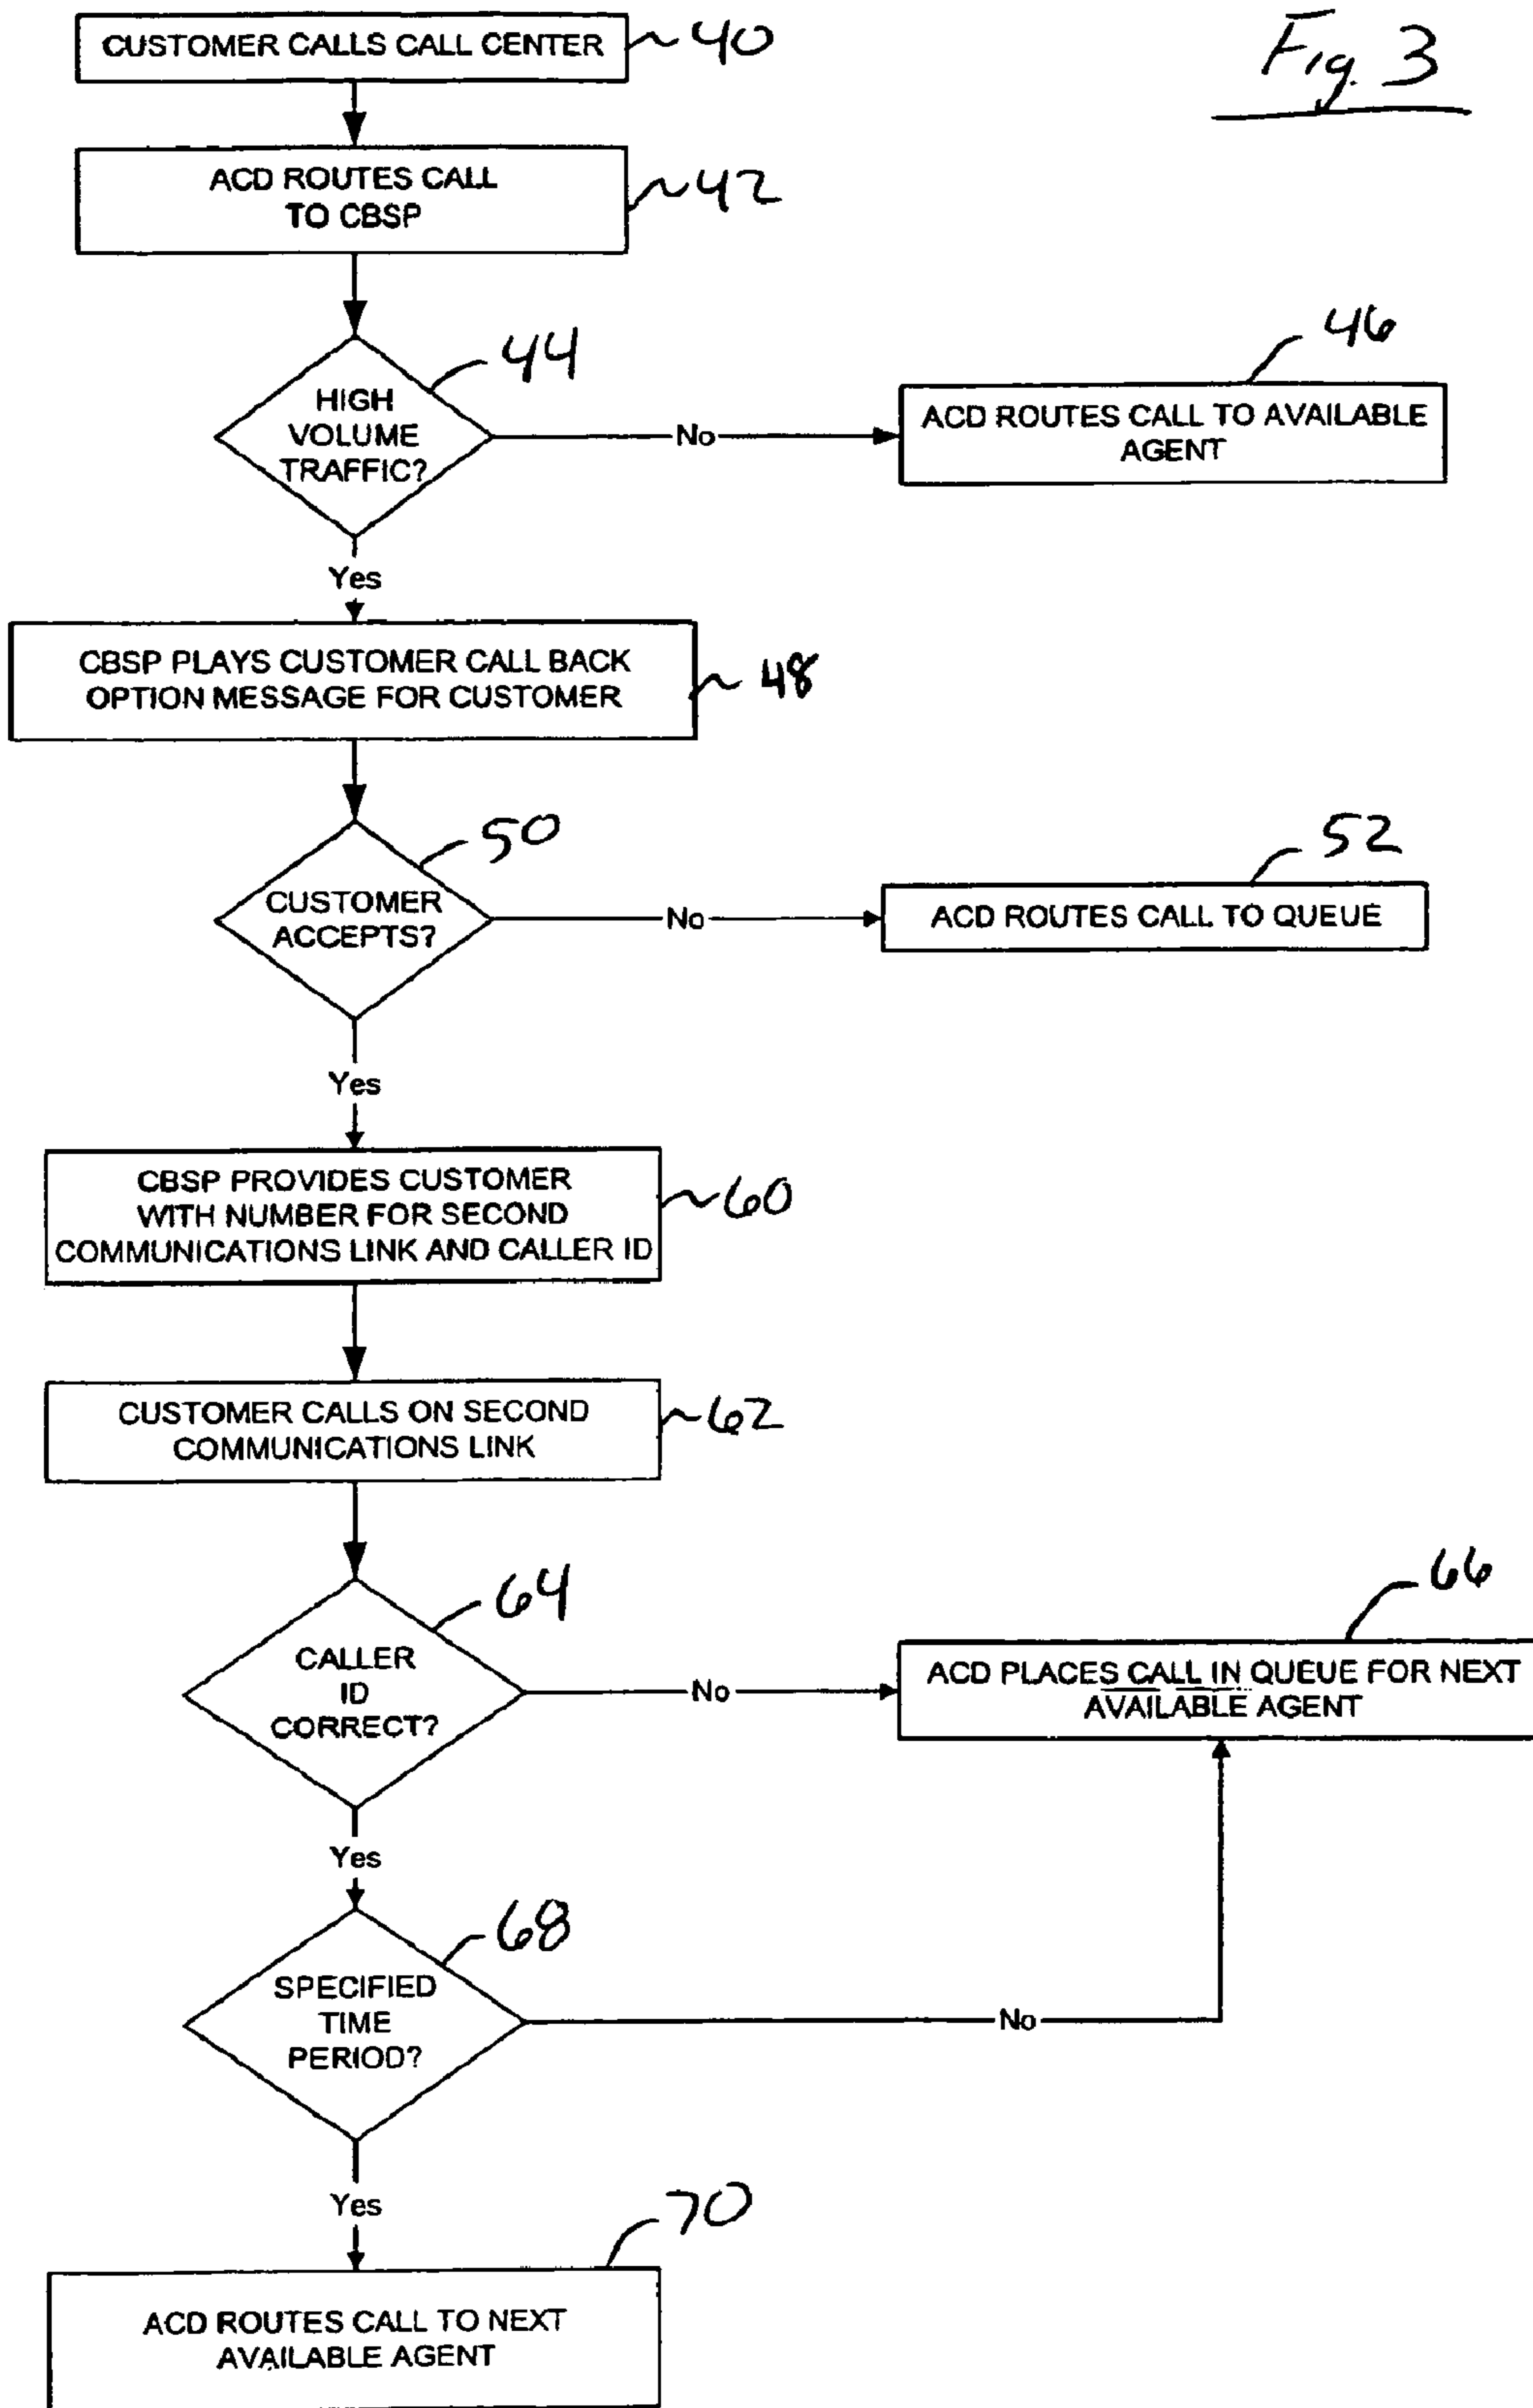 Fig. 3
CUSTOMER CALLS CALL CENTER
40
ACD ROUTES CALL
TO CBSP
42
HIGH
VOLUME
TRAFFIC?
44
No
46
ACD ROUTES CALL TO AVAILABLE
AGENT
Yes
CBSP PLAYS CUSTOMER CALL BACK
OPTION MESSAGE FOR CUSTOMER
48
CUSTOMER
ACCEPTS?
50
No
52
ACD ROUTES CALL TO QUEUE
Yes
CBSP PROVIDES CUSTOMER
WITH NUMBER FOR SECOND
COMMUNICATIONS LINK AND CALLER ID
60
CUSTOMER CALLS ON SECOND
COMMUNICATIONS LINK
62
CALLER
ID
CORRECT?
64
No
66
ACD PLACES CALL IN QUEUE FOR NEXT
AVAILABLE AGENT
Yes
SPECIFIED
TIME
PERIOD?
68
No
Yes
70
ACD ROUTES CALL TO NEXT
AVAILABLE AGENT